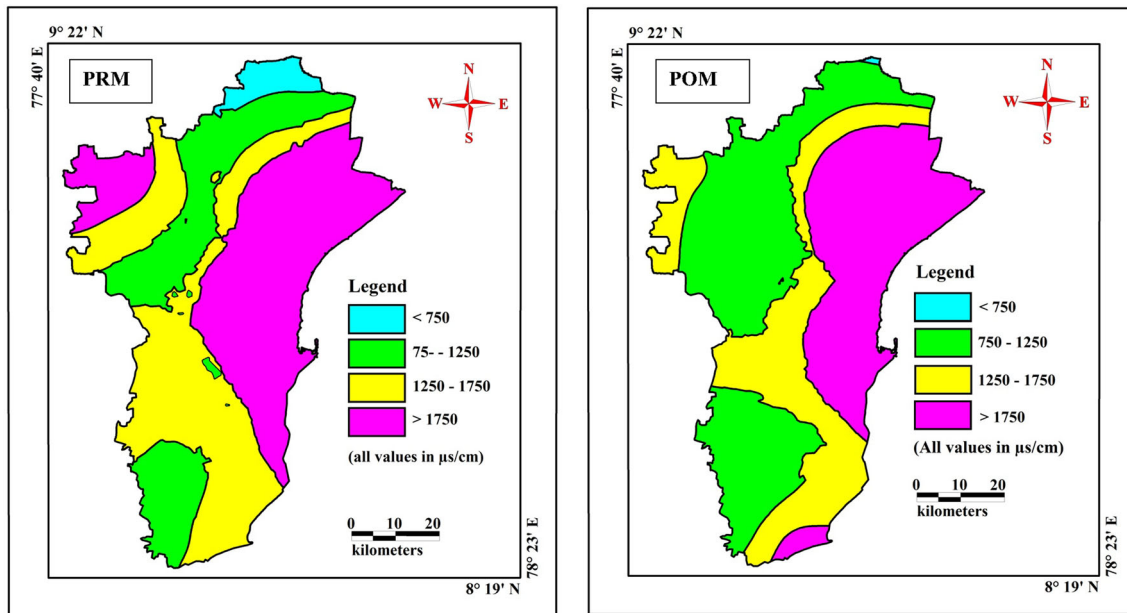 9° 22' N
77° 40' E
PRM
N
W E
S
Legend
< 750
75- - 1250
1250 - 1750
> 1750
(all values in µs/cm)
0 10 20
kilometers
78° 23' E
8° 19' N
9° 22' N
77° 40' E
POM
N
W E
S
Legend
< 750
750 - 1250
1250 - 1750
> 1750
(All values in µs/cm)
0 10 20
kilometers
78° 23' E
8° 19' N